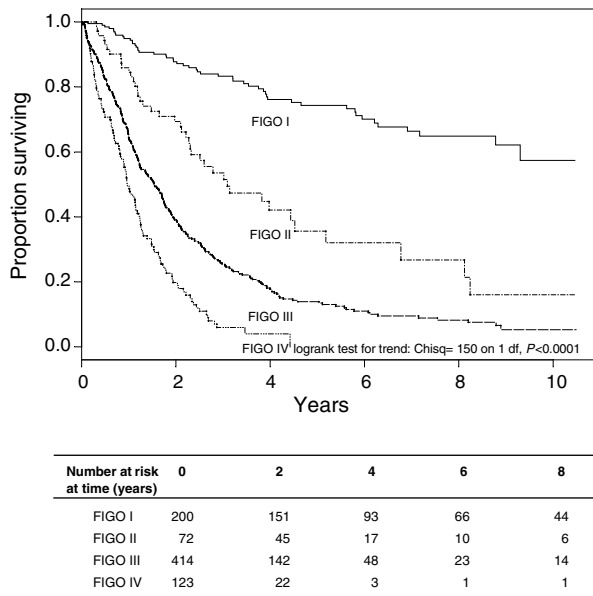 1.0
0.8
0.6
0.4
0.2
0.0
Proportion surviving
FIGO I
FIGO II
FIGO III
FIGO IV logrank test for trend: Chisq= 150 on 1 df, P<0.0001
0 2 4 6 8 10
Years
Number at risk 0 2 4 6 8
at time (years)
FIGO I 200 151 93 66 44
FIGO II 72 45 17 10 6
FIGO III 414 142 48 23 14
FIGO IV 123 22 3 1 1